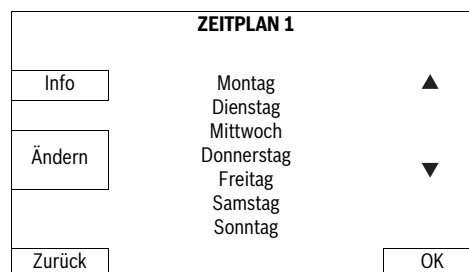 ZEITPLAN 1
Info
Montag
Dienstag
Mittwoch
Ändern
Donnerstag
Freitag
Samstag
Sonntag
Zurück
OK